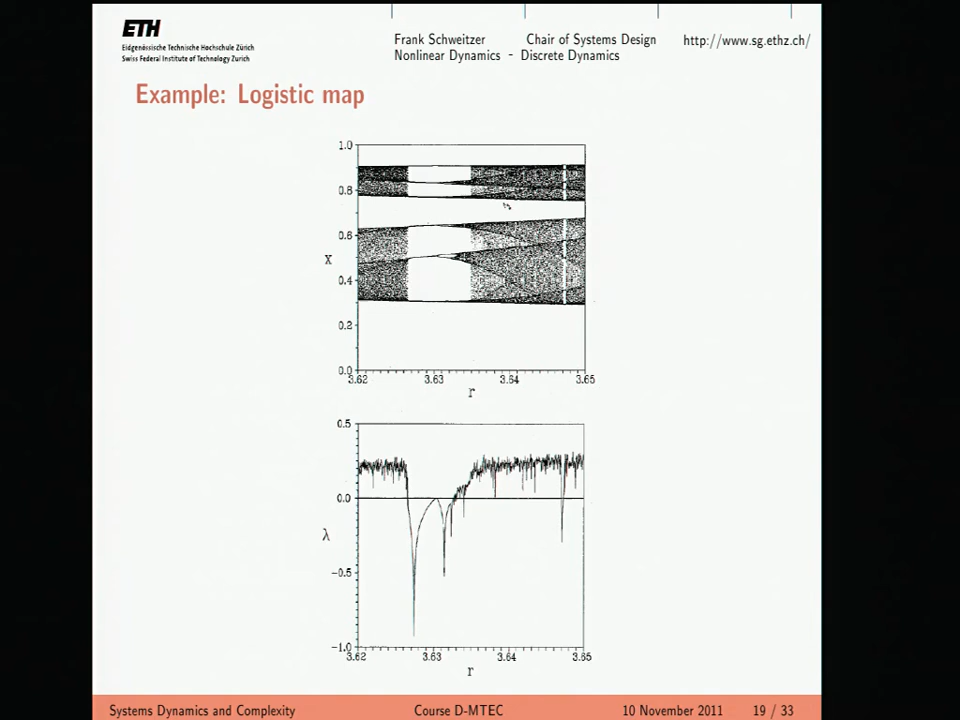 ETH
Eidgenössische Technische Hochschule Zürich
Swiss Federal Institute of Technology Zurich
Frank Schweitzer Chair of Systems Design http://www.sg.ethz.ch/
Nonlinear Dynamics - Discrete Dynamics
Example: Logistic map
1.0
0.8
0.6
x
0.4
0.2
0.0
3.62 3.63 3.64 3.65
r
0.5
0.0
λ
-0.5
-1.0
3.62 3.63 3.64 3.65
r
Systems Dynamics and Complexity Course D-MTEC 10 November 2011 19 / 33